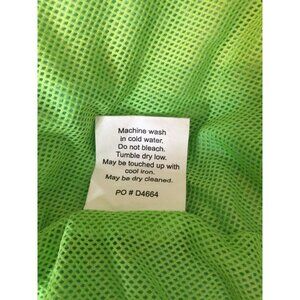 Machine wash
in cold water.
Do not bleach.
Tumble dry low.
May be touched up with
cool iron.
May be dry cleaned.
PO # D4664